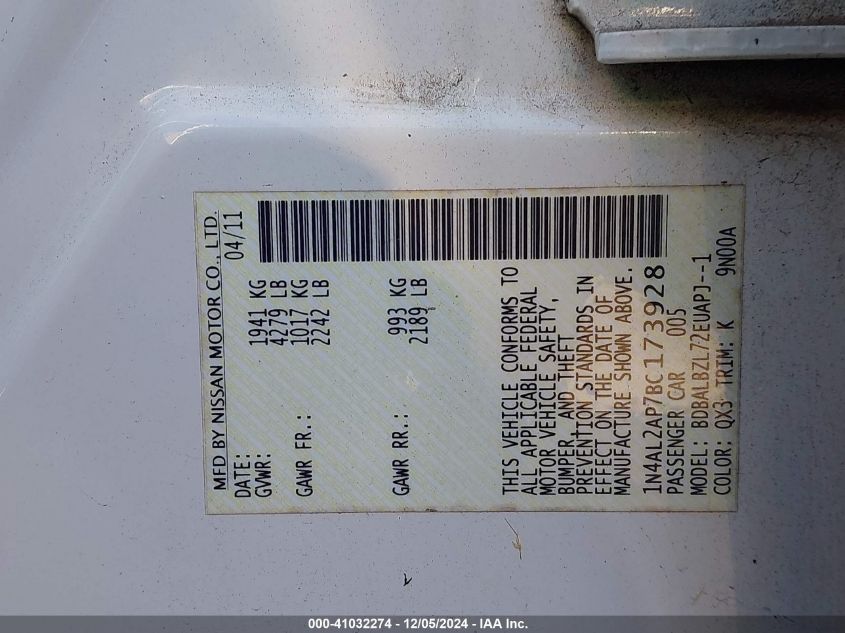 MFD BY NISSAN MOTOR CO., LTD.
DATE: 04/11
GVWR: 1941 KG
4279 LB
GAWR FR.: 1017 KG
2242 LB
GAWR RR.: 993 KG
2189 LB
THIS VEHICLE CONFORMS TO
ALL APPLICABLE FEDERAL
MOTOR VEHICLE SAFETY,
BUMPER, AND THEFT
PREVENTION STANDARDS IN
EFFECT ON THE DATE OF
MANUFACTURE SHOWN ABOVE.
1N4AL2AP7BC173928
PASSENGER CAR 005
MODEL: BDBALBZL72EUAPJ--1
COLOR: QX3 TRIM: K 9N00A
000-41032274 - 12/05/2024 - IAA Inc.